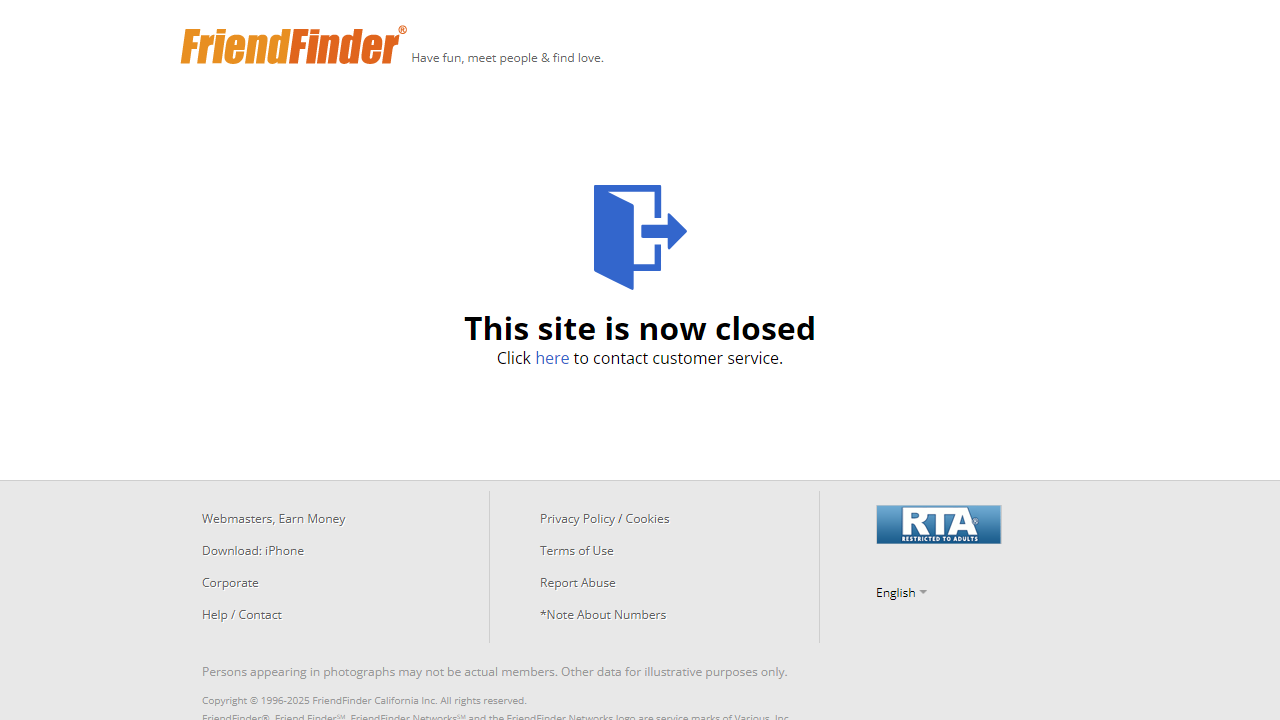 FriendFinder®
Have fun, meet people & find love.
This site is now closed
Click here to contact customer service.
Webmasters, Earn Money
Download: iPhone
Corporate
Help / Contact
Privacy Policy / Cookies
Terms of Use
Report Abuse
*Note About Numbers
RTA®
RESTRICTED TO ADULTS
English
Persons appearing in photographs may not be actual members. Other data for illustrative purposes only.
Copyright © 1996-2025 FriendFinder California Inc. All rights reserved.
FriendFinder®, Friend Finder℠, FriendFinder Networks℠ and the FriendFinder Networks logo are service marks of Various, Inc.